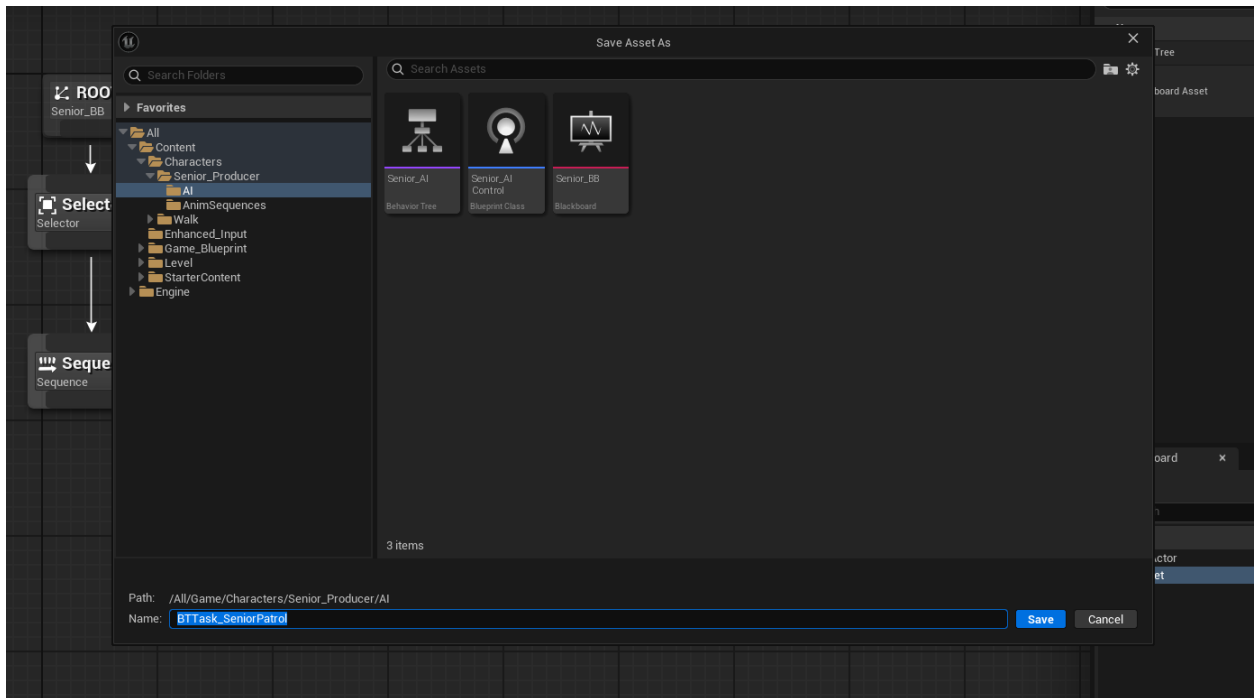 Save Asset As
Tree
board Asset
ROO
Senior_BB
Select
Selector
Seque
Sequence
Search Folders
Favorites
All
Content
Characters
Senior_Producer
AI
AnimSequences
Walk
Enhanced_Input
Game_Blueprint
Level
StarterContent
Engine
Search Assets
Senior_AI
Behavior Tree
Senior_AI
Control
Blueprint Class
Senior_BB
Blackboard
3 items
Path: /All/Game/Characters/Senior_Producer/AI
Name: BTTask_SeniorPatrol
Save Cancel
oard
ctor
et